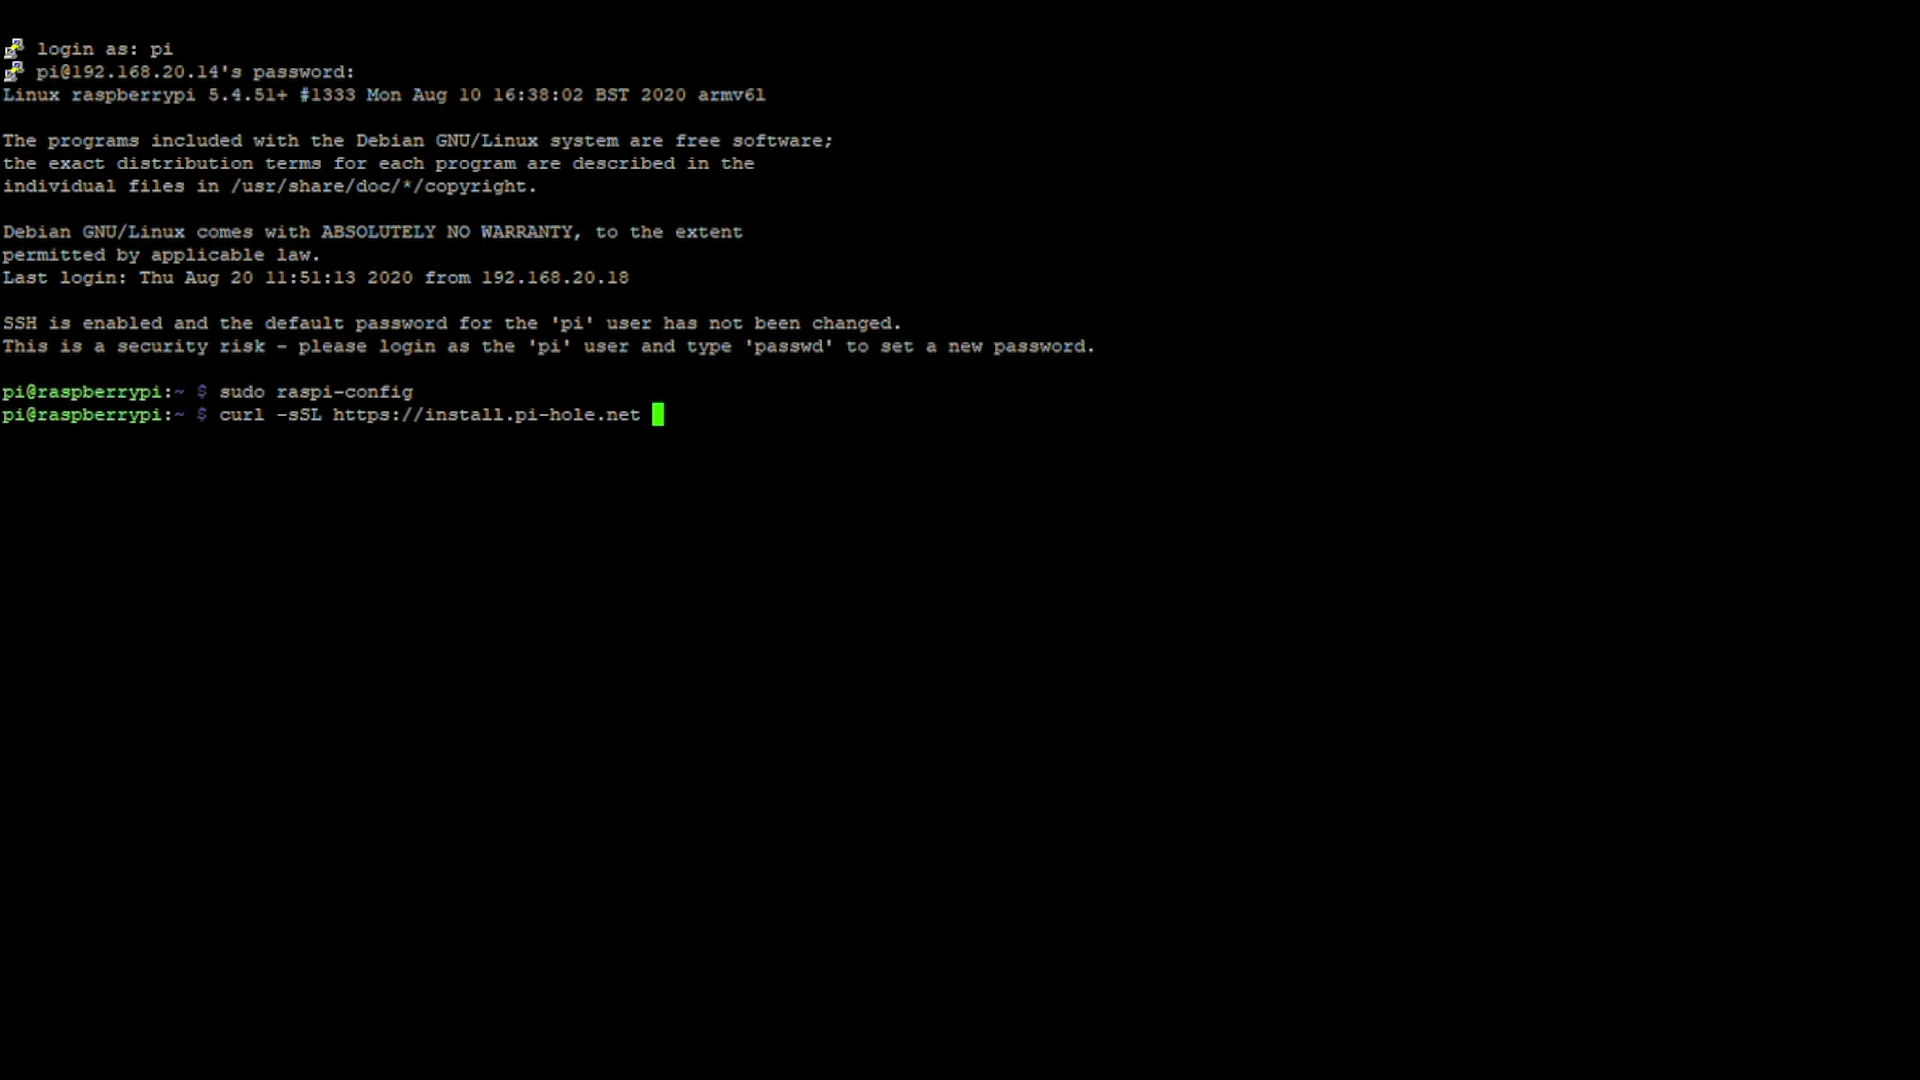 login as: pi
pi@192.168.20.14's password:
Linux raspberrypi 5.4.51+ #1333 Mon Aug 10 16:38:02 BST 2020 armv6l
The programs included with the Debian GNU/Linux system are free software;
the exact distribution terms for each program are described in the
individual files in /usr/share/doc/*/copyright.
Debian GNU/Linux comes with ABSOLUTELY NO WARRANTY, to the extent
permitted by applicable law.
Last login: Thu Aug 20 11:51:13 2020 from 192.168.20.18
SSH is enabled and the default password for the 'pi' user has not been changed.
This is a security risk - please login as the 'pi' user and type 'passwd' to set a new password.
pi@raspberrypi:~ $ sudo raspi-config
pi@raspberrypi:~ $ curl -sSL https://install.pi-hole.net